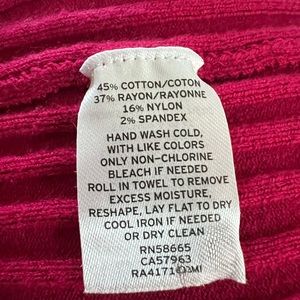 45% COTTON/COTON
37% RAYON/RAYONNE
16% NYLON
2% SPANDEX
HAND WASH COLD,
WITH LIKE COLORS
ONLY NON-CHLORINE
BLEACH IF NEEDED
ROLL IN TOWEL TO REMOVE
EXCESS MOISTURE,
RESHAPE, LAY FLAT TO DRY
COOL IRON IF NEEDED
OR DRY CLEAN
RN58665
CA57963